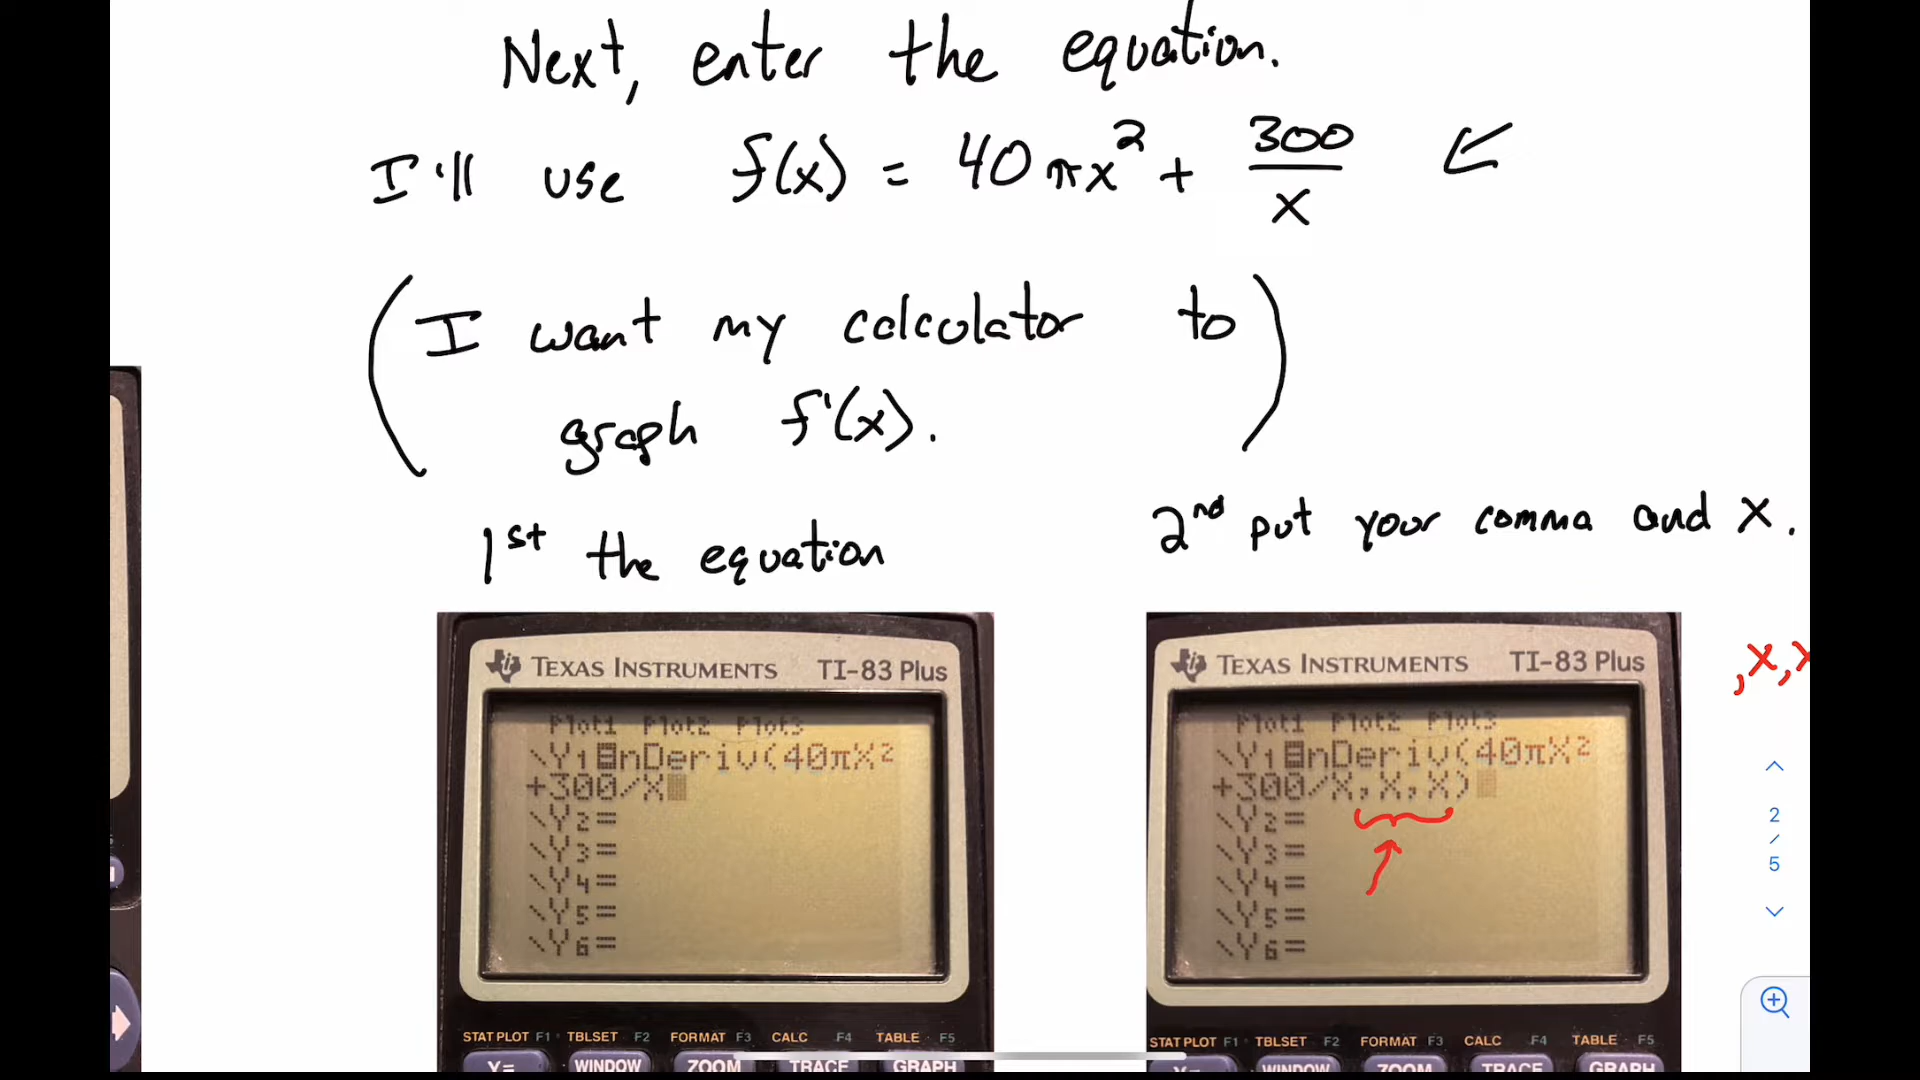 Next, enter the equation.
I'll use f(x) = 40πx² + 300/x
(I want my calculator to
graph f'(x).)
1st the equation
2nd put your comma and x.
TEXAS INSTRUMENTS TI-83 Plus
Plot1 Plot2 Plot3
\Y1=nDeriv(40πX²
+300/X
\Y2=
\Y3=
\Y4=
\Y5=
\Y6=
STAT PLOT F1 TBLSET F2 FORMAT F3 CALC F4 TABLE F5
Y= WINDOW ZOOM TRACE GRAPH
TEXAS INSTRUMENTS TI-83 Plus
Plot1 Plot2 Plot3
\Y1=nDeriv(40πX²
+300/X,X,X)
\Y2=
\Y3=
\Y4=
\Y5=
\Y6=
STAT PLOT F1 TBLSET F2 FORMAT F3 CALC F4 TABLE F5
Y= WINDOW ZOOM TRACE GRAPH
,x,x
2
/
5